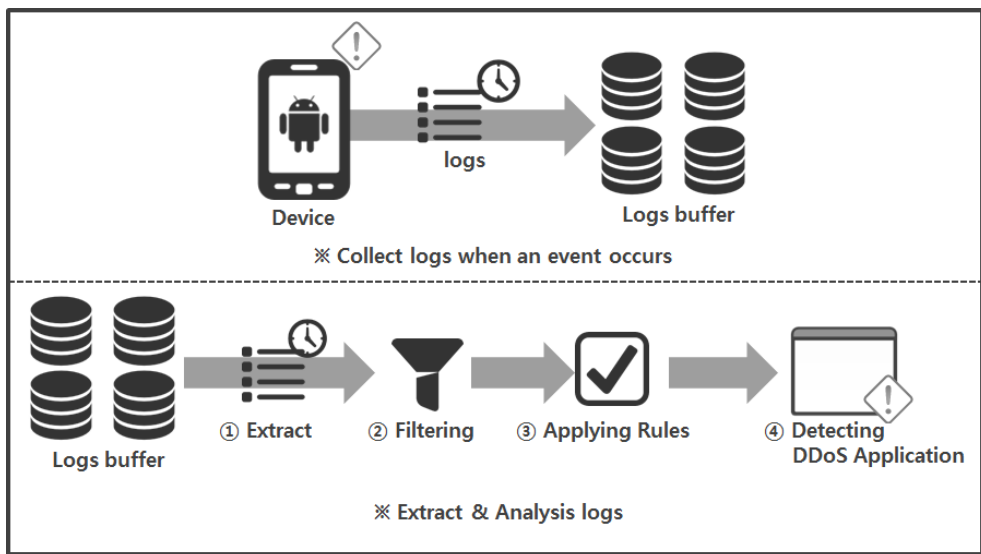 logs
Device
Logs buffer
※ Collect logs when an event occurs
Logs buffer
① Extract
② Filtering
③ Applying Rules
④ Detecting
DDoS Application
※ Extract & Analysis logs